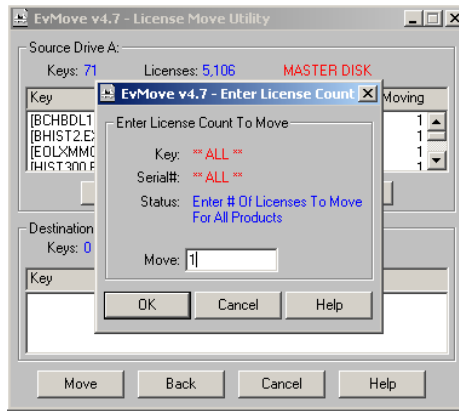 EvMove v4.7 - License Move Utility
Source Drive A:
Keys: 71 Licenses: 5,106 MASTER DISK
Key Moving
[BCHBDL1 1
[BHIST2.E 1
[EOLXMM 1
EvMove v4.7 - Enter License Count
Enter License Count To Move
Key: ** ALL **
Serial#: ** ALL **
Status: Enter # Of Licenses To Move
For All Products
Move: 1
OK Cancel Help
Destination
Keys: 0
Key
Move Back Cancel Help